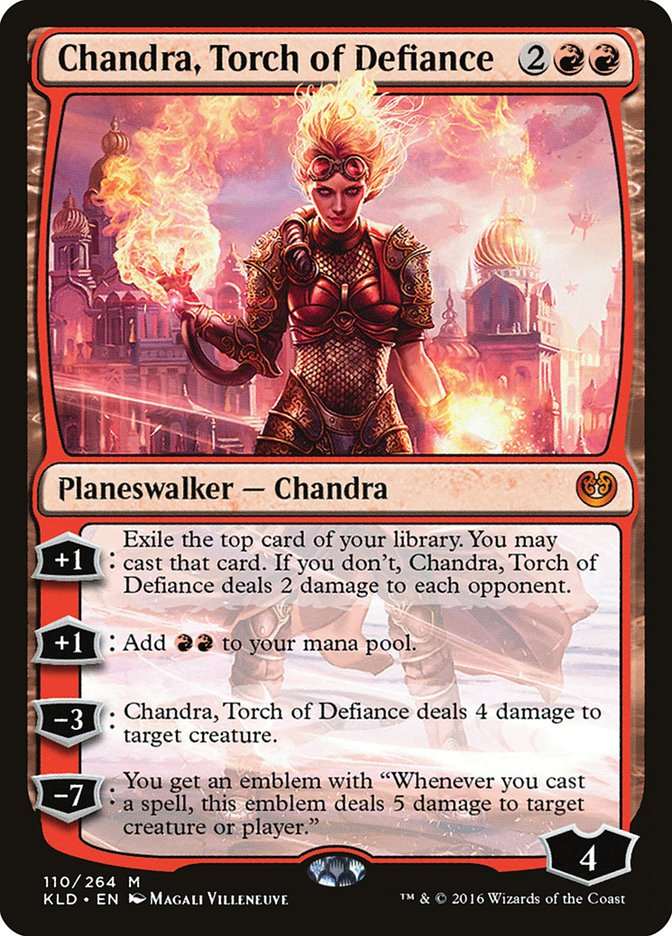 Chandra, Torch of Defiance 2
Planeswalker — Chandra
+1 : Exile the top card of your library. You may
cast that card. If you don't, Chandra, Torch of
Defiance deals 2 damage to each opponent.
+1 : Add to your mana pool.
−3 : Chandra, Torch of Defiance deals 4 damage to
target creature.
−7 : You get an emblem with “Whenever you cast
a spell, this emblem deals 5 damage to target
creature or player.”
4
110/264 M
KLD • EN Magali Villeneuve
™ & © 2016 Wizards of the Coast